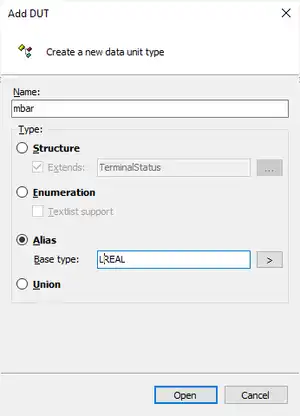 Add DUT
Create a new data unit type
Name:
mbar
Type:
Structure
Extends: TerminalStatus ...
Enumeration
Textlist support
Alias
Base type: LREAL >
Union
Open Cancel